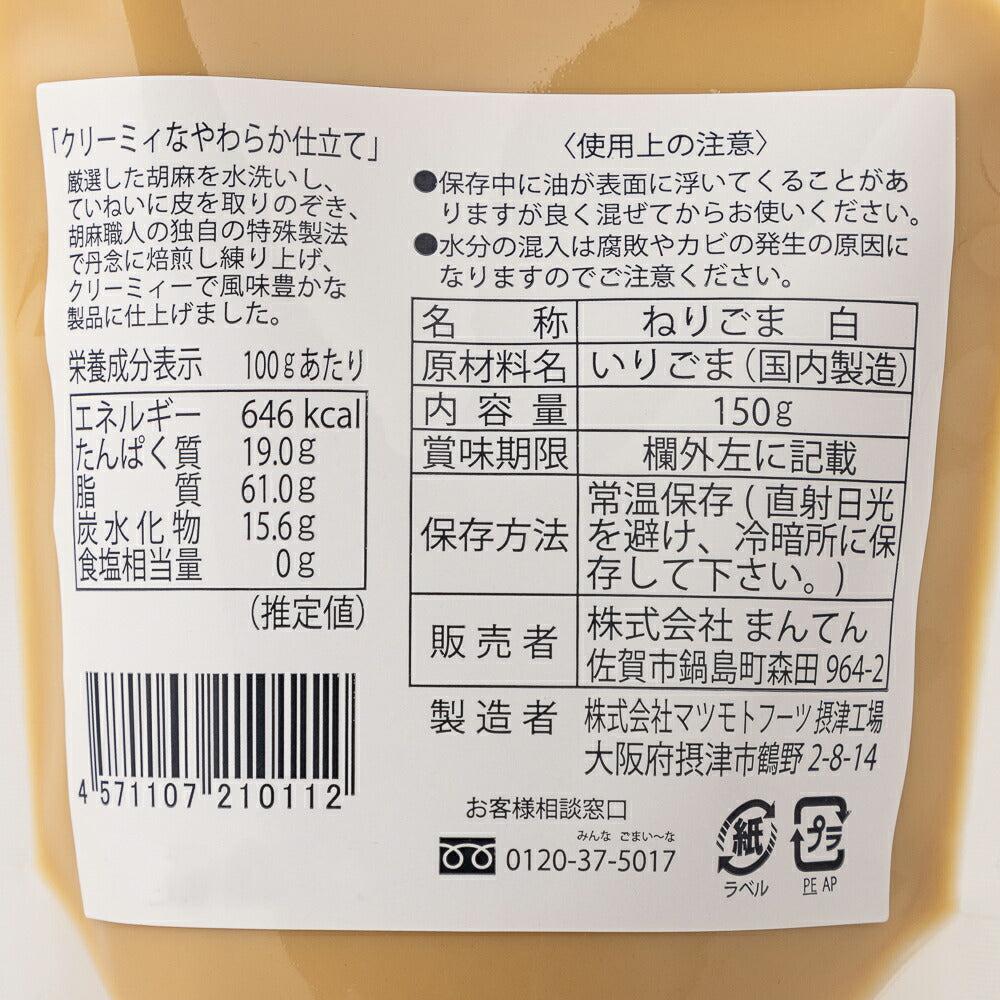 「クリーミィなやわらか仕立て」
厳選した胡麻を水洗いし、
ていねいに皮を取りのぞき、
胡麻職人の独自の特殊製法
で丹念に焙煎し練り上げ、
クリーミィーで風味豊かな
製品に仕上げました。
栄養成分表示 100gあたり
エネルギー 646 kcal
たんぱく質 19.0g
脂質 61.0g
炭水化物 15.6g
食塩相当量 0g
(推定値)
4 571107 210112
〈使用上の注意〉
●保存中に油が表面に浮いてくることがあ
りますが良く混ぜてからお使いください。
●水分の混入は腐敗やカビの発生の原因に
なりますのでご注意ください。
名称 ねりごま 白
原材料名 いりごま(国内製造)
内容量 150g
賞味期限 欄外左に記載
保存方法 常温保存(直射日光
を避け、冷暗所に保
存して下さい。)
販売者 株式会社 まんてん
佐賀市鍋島町森田 964-2
製造者 株式会社マツモトフーツ 摂津工場
大阪府摂津市鶴野 2-8-14
お客様相談窓口
みんな ごまい〜な
0120-37-5017
紙
ラベル
プラ
PE AP